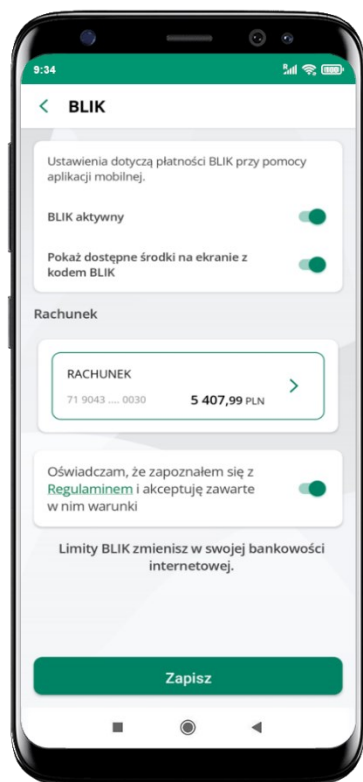 9:34
R 100
BLIK
Ustawienia dotyczą płatności BLIK przy pomocy
aplikacji mobilnej.
BLIK aktywny
Pokaż dostępne środki na ekranie z
kodem BLIK
Rachunek
RACHUNEK
71 9043 .... 0030 5 407,99 PLN
Oświadczam, że zapoznałem się z
Regulaminem i akceptuję zawarte
w nim warunki
Limity BLIK zmienisz w swojej bankowości
internetowej.
Zapisz